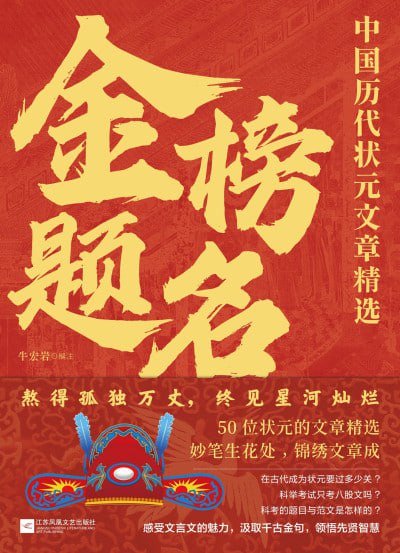 金榜
题名
中国历代状元文章精选
牛宏岩 ◎ 编主
熬得孤独万丈，终见星河灿烂
50位状元的文章精选
妙笔生花处，锦绣文章成
在古代成为状元要过多少关？
科举考试只考八股文吗？
科考的题目与范文是怎样的？
感受文言文的魅力，汲取千古金句，领悟先贤智慧
江苏凤凰文艺出版社